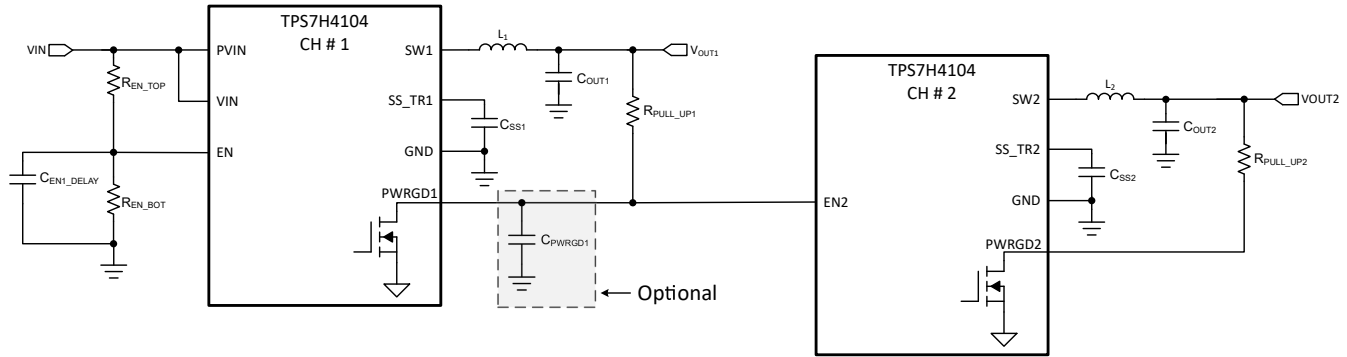 TPS7H4104
CH # 1
VIN
PVIN
R_EN_TOP
VIN
EN
C_EN1_DELAY
R_EN_BOT
SW1
L_1
V_OUT1
C_OUT1
SS_TR1
C_SS1
R_PULL_UP1
GND
PWRGD1
C_PWRGD1
Optional
TPS7H4104
CH # 2
EN2
SW2
L_2
VOUT2
C_OUT2
SS_TR2
C_SS2
R_PULL_UP2
GND
PWRGD2